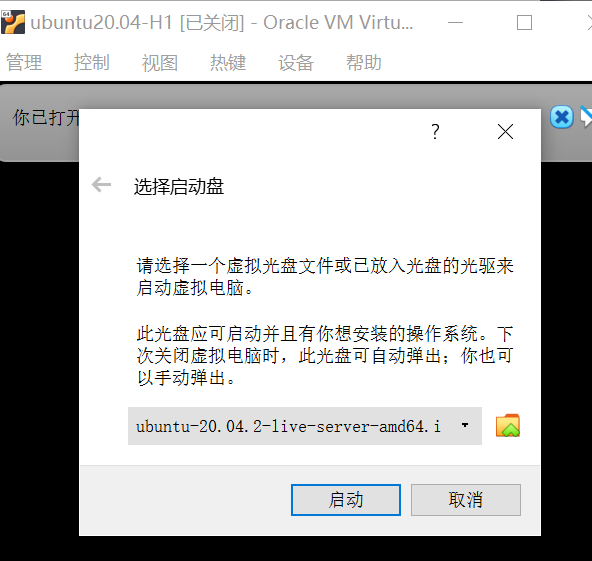 64
ubuntu20.04-H1 [已关闭] - Oracle VM Virtu...
管理 控制 视图 热键 设备 帮助
你已打开
?
选择启动盘
请选择一个虚拟光盘文件或已放入光盘的光驱来
启动虚拟电脑。
此光盘应可启动并且有你想安装的操作系统。下
次关闭虚拟电脑时，此光盘可自动弹出；你也可
以手动弹出。
ubuntu-20.04.2-live-server-amd64.i
启动 取消